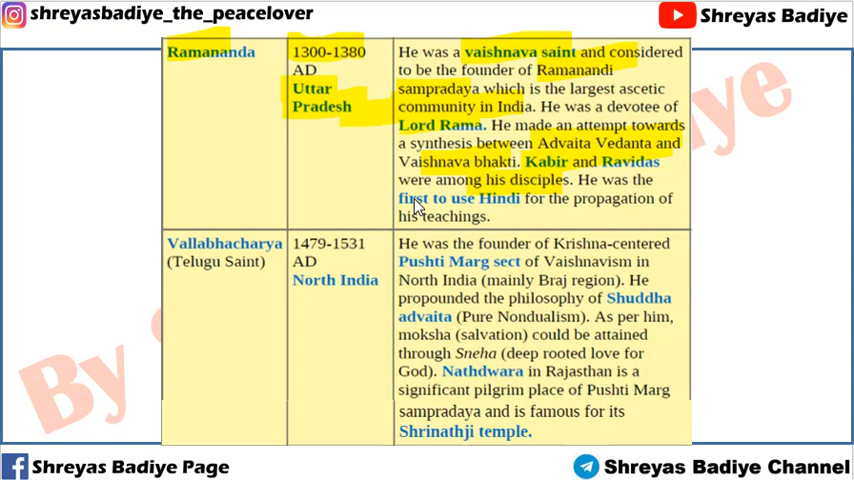 shreyasbadiye_the_peacelover
Shreyas Badiye
Ramananda
1300-1380
AD
Uttar
Pradesh
He was a vaishnava saint and considered
to be the founder of Ramanandi
sampradaya which is the largest ascetic
community in India. He was a devotee of
Lord Rama. He made an attempt towards
a synthesis between Advaita Vedanta and
Vaishnava bhakti. Kabir and Ravidas
were among his disciples. He was the
first to use Hindi for the propagation of
his teachings.
Vallabhacharya
(Telugu Saint)
1479-1531
AD
North India
He was the founder of Krishna-centered
Pushti Marg sect of Vaishnavism in
North India (mainly Braj region). He
propounded the philosophy of Shuddha
advaita (Pure Nondualism). As per him,
moksha (salvation) could be attained
through Sneha (deep rooted love for
God). Nathdwara in Rajasthan is a
significant pilgrim place of Pushti Marg
sampradaya and is famous for its
Shrinathji temple.
By
adiye
Shreyas Badiye Page
Shreyas Badiye Channel